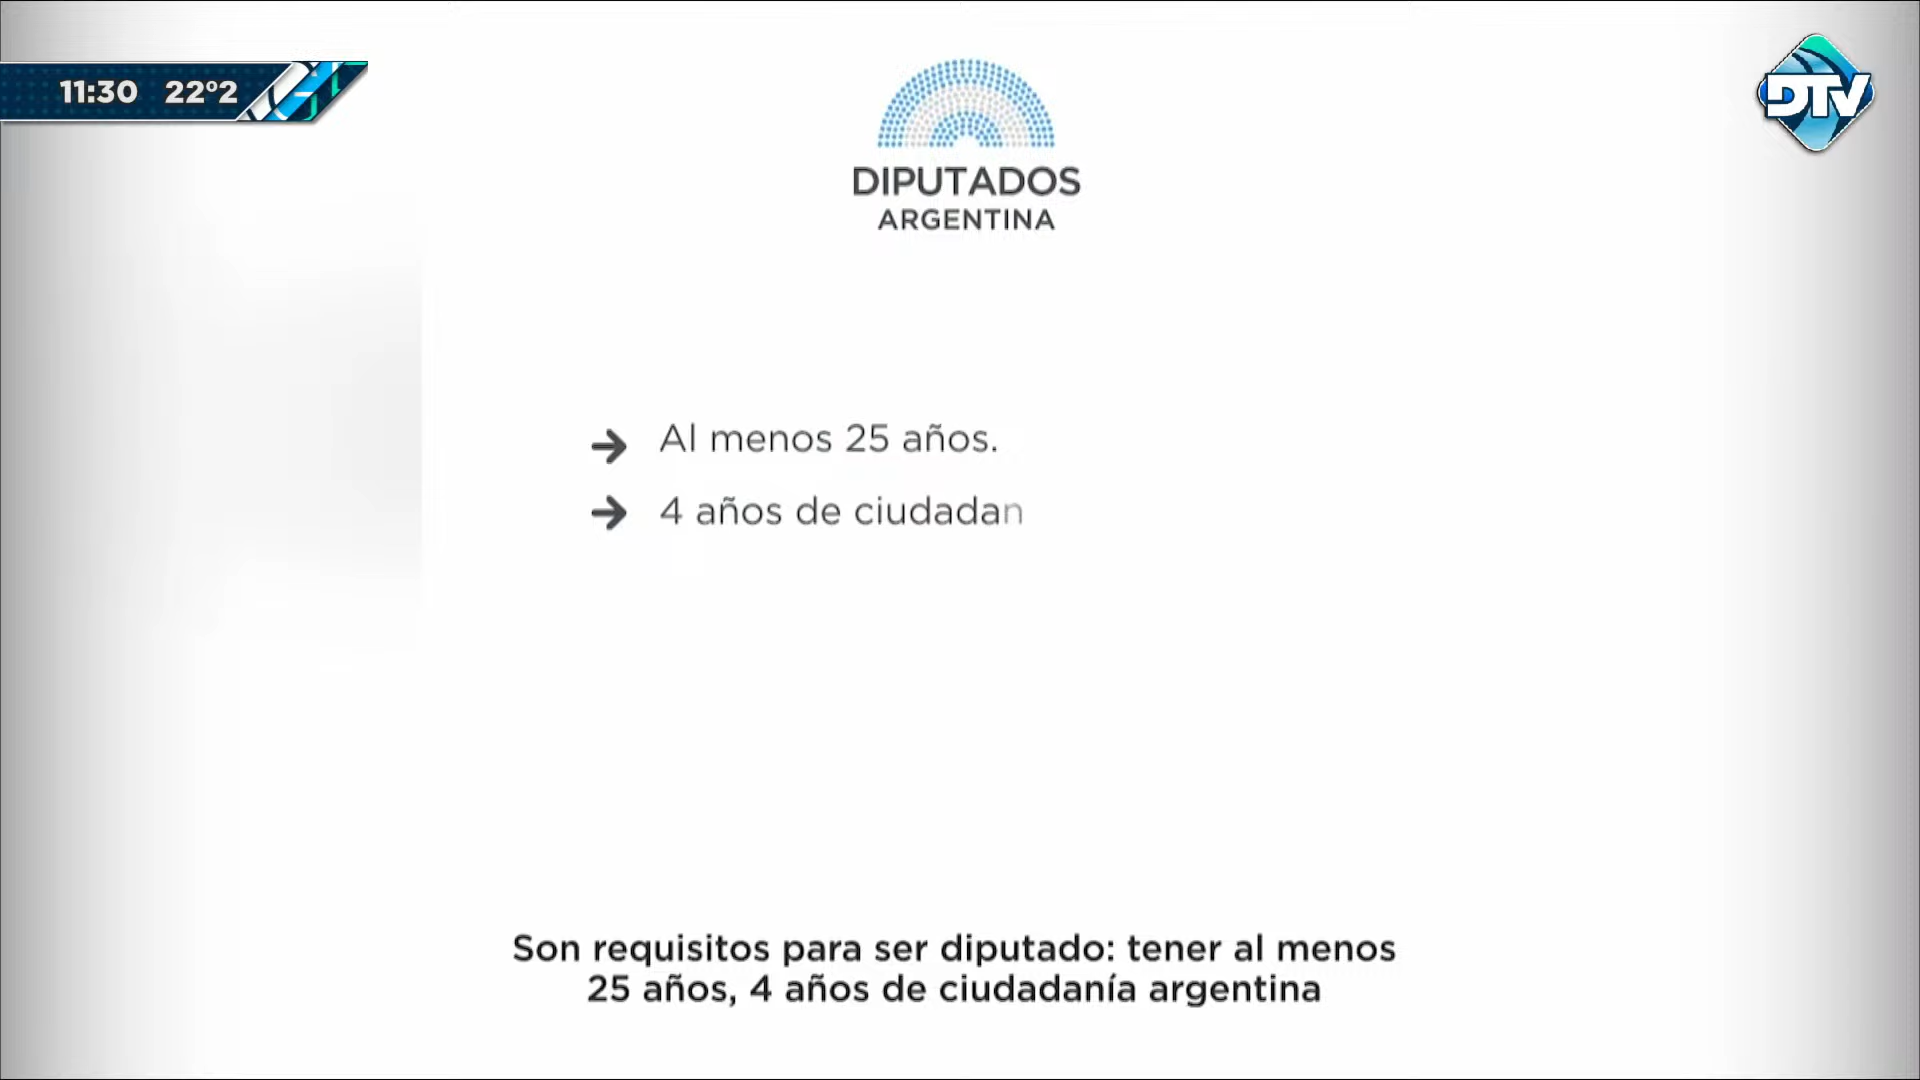 11:30 22º2
DTV
DIPUTADOS
ARGENTINA
Al menos 25 años.
4 años de ciudadan
Son requisitos para ser diputado: tener al menos
25 años, 4 años de ciudadanía argentina